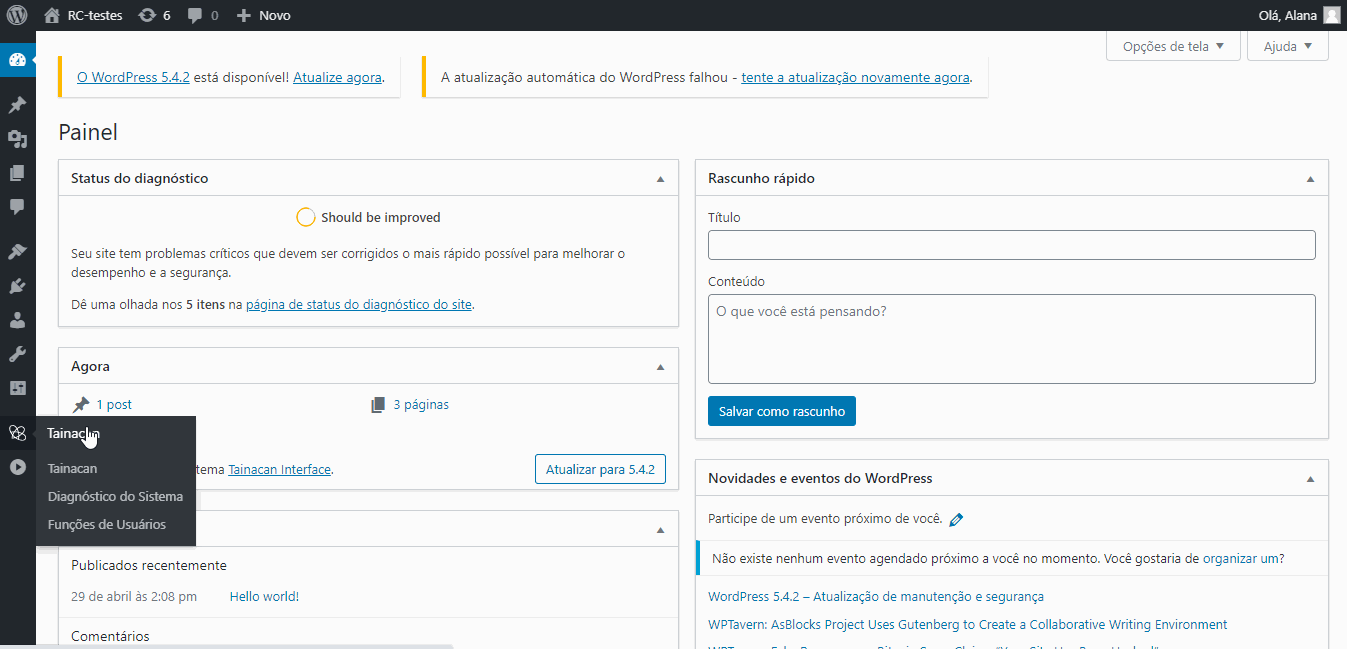 RC-testes
6
0
Novo
Olá, Alana
Opções de tela
Ajuda
O WordPress 5.4.2 está disponível! Atualize agora.
A atualização automática do WordPress falhou - tente a atualização novamente agora.
Painel
Status do diagnóstico
Should be improved
Seu site tem problemas críticos que devem ser corrigidos o mais rápido possível para melhorar o
desempenho e a segurança.
Dê uma olhada nos 5 itens na página de status do diagnóstico do site.
Agora
1 post
3 páginas
tema Tainacan Interface.
Atualizar para 5.4.2
Tainacan
Tainacan
Diagnóstico do Sistema
Funções de Usuários
Publicados recentemente
29 de abril às 2:08 pm
Hello world!
Comentários
Rascunho rápido
Título
Conteúdo
O que você está pensando?
Salvar como rascunho
Novidades e eventos do WordPress
Participe de um evento próximo de você.
Não existe nenhum evento agendado próximo a você no momento. Você gostaria de organizar um?
WordPress 5.4.2 – Atualização de manutenção e segurança
WPTavern: AsBlocks Project Uses Gutenberg to Create a Collaborative Writing Environment